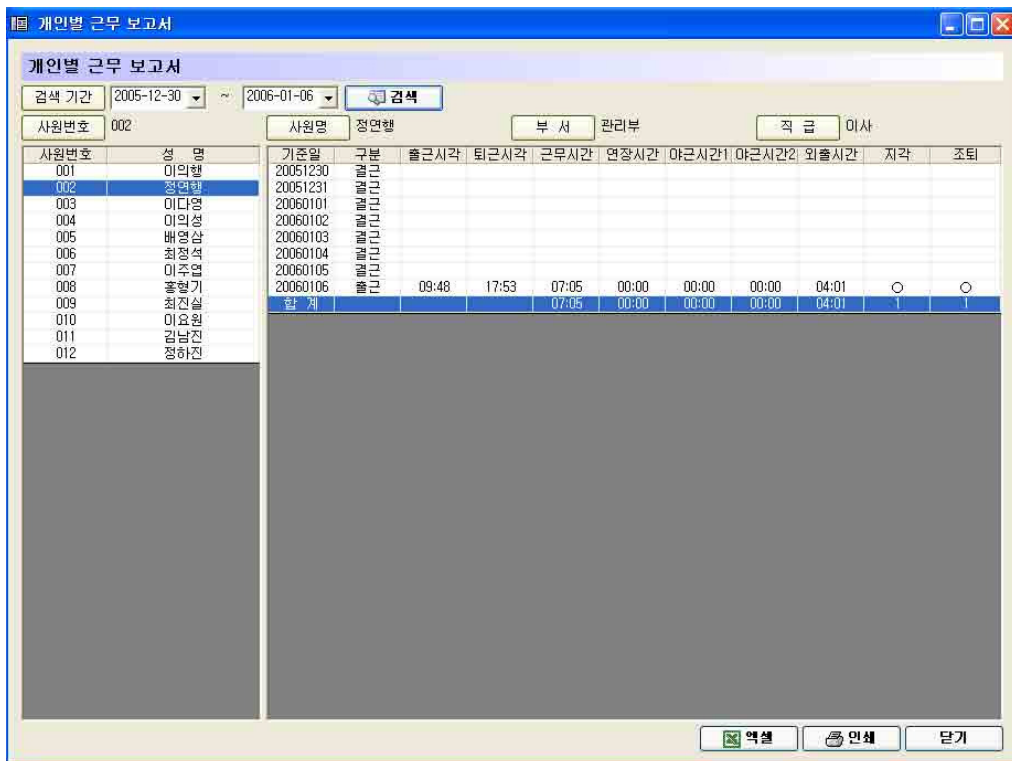 개인별 근무 보고서
개인별 근무 보고서
검색 기간 2005-12-30 ~ 2006-01-06 검색
사원번호 002 사원명 정연행 부 서 관리부 직 급 이사
사원번호 성 명
001 이의행
002 정연행
003 이다영
004 이의성
005 배영삼
006 최정석
007 이주엽
008 홍형기
009 최진실
010 이요원
011 김남진
012 정하진
기준일 구분 출근시각 퇴근시각 근무시간 연장시간 야근시간1 야근시간2 외출시간 지각 조퇴
20051230 결근
20051231 결근
20060101 결근
20060102 결근
20060103 결근
20060104 결근
20060105 결근
20060106 출근 09:48 17:53 07:05 00:00 00:00 00:00 04:01 ○ ○
합 계 07:05 00:00 00:00 00:00 04:01 1 1
엑셀 인쇄 닫기